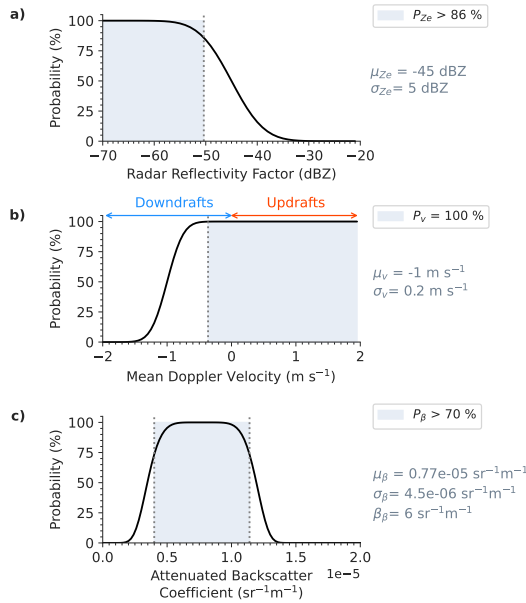 a)
P_Ze > 86 %
Probability (%)
100
75
50
25
0
−70 −60 −50 −40 −30 −20
Radar Reflectivity Factor (dBZ)
μ_Ze = -45 dBZ
σ_Ze= 5 dBZ
b)
Downdrafts Updrafts
P_v = 100 %
Probability (%)
100
75
50
25
0
−2 −1 0 1 2
Mean Doppler Velocity (m s⁻¹)
μ_v = -1 m s⁻¹
σ_v= 0.2 m s⁻¹
c)
P_β > 70 %
Probability (%)
100
75
50
25
0
0.0 0.5 1.0 1.5 2.0
1e−5
Attenuated Backscatter
Coefficient (sr⁻¹m⁻¹)
μ_β = 0.77e-05 sr⁻¹m⁻¹
σ_β= 4.5e-06 sr⁻¹m⁻¹
β_β= 6 sr⁻¹m⁻¹